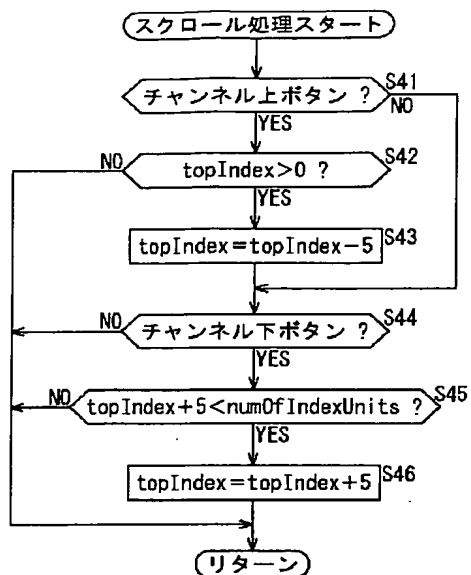 スクロール処理スタート
チャンネル上ボタン ? S41
NO
YES
NO topIndex>0 ? S42
YES
topIndex=topIndex−5 S43
NO チャンネル下ボタン ? S44
YES
NO topIndex+5<numOfIndexUnits ? S45
YES
topIndex=topIndex+5 S46
リターン